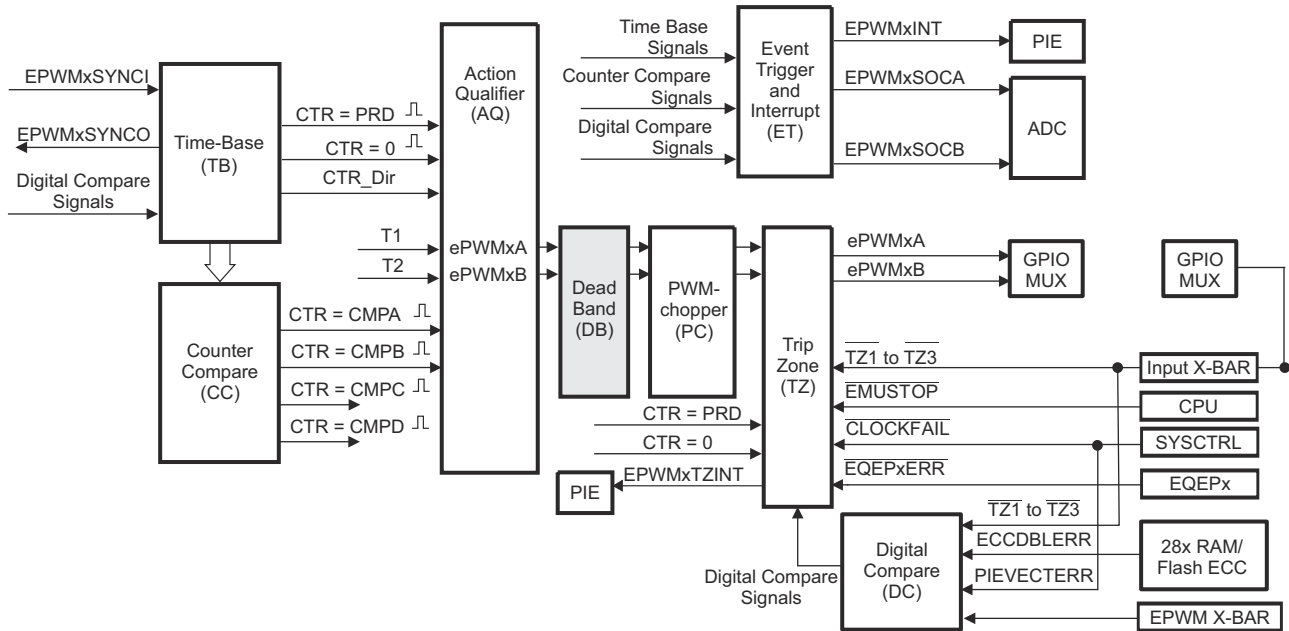 EPWMxSYNCI
EPWMxSYNCO
Digital Compare
Signals
Time-Base
(TB)
CTR = PRD
CTR = 0
CTR_Dir
T1
T2
Counter
Compare
(CC)
CTR = CMPA
CTR = CMPB
CTR = CMPC
CTR = CMPD
Action
Qualifier
(AQ)
ePWMxA
ePWMxB
Dead
Band
(DB)
PWM-
chopper
(PC)
Time Base
Signals
Counter Compare
Signals
Digital Compare
Signals
Event
Trigger
and
Interrupt
(ET)
EPWMxINT
EPWMxSOCA
EPWMxSOCB
PIE
ADC
Trip
Zone
(TZ)
ePWMxA
ePWMxB
GPIO
MUX
GPIO
MUX
TZ1 to TZ3
Input X-BAR
EMUSTOP
CPU
CLOCKFAIL
SYSCTRL
EQEPxERR
EQEPx
CTR = PRD
CTR = 0
EPWMxTZINT
PIE
Digital Compare
Signals
Digital
Compare
(DC)
TZ1 to TZ3
ECCDBLERR
28x RAM/
Flash ECC
PIEVECTERR
EPWM X-BAR